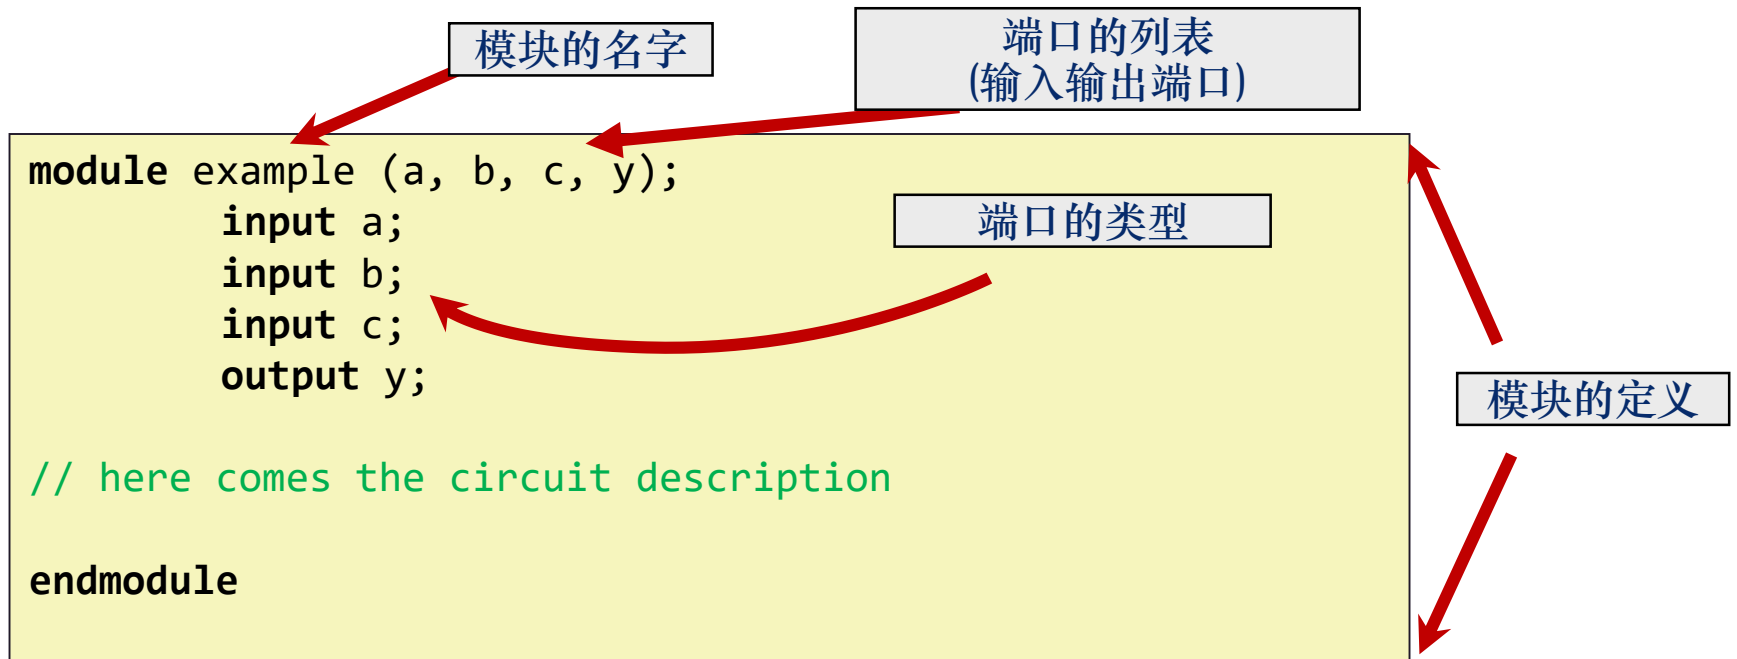 模块的名字
端口的列表
(输入输出端口)
module example (a, b, c, y);
端口的类型
input a;
input b;
input c;
output y;
模块的定义
// here comes the circuit description
endmodule